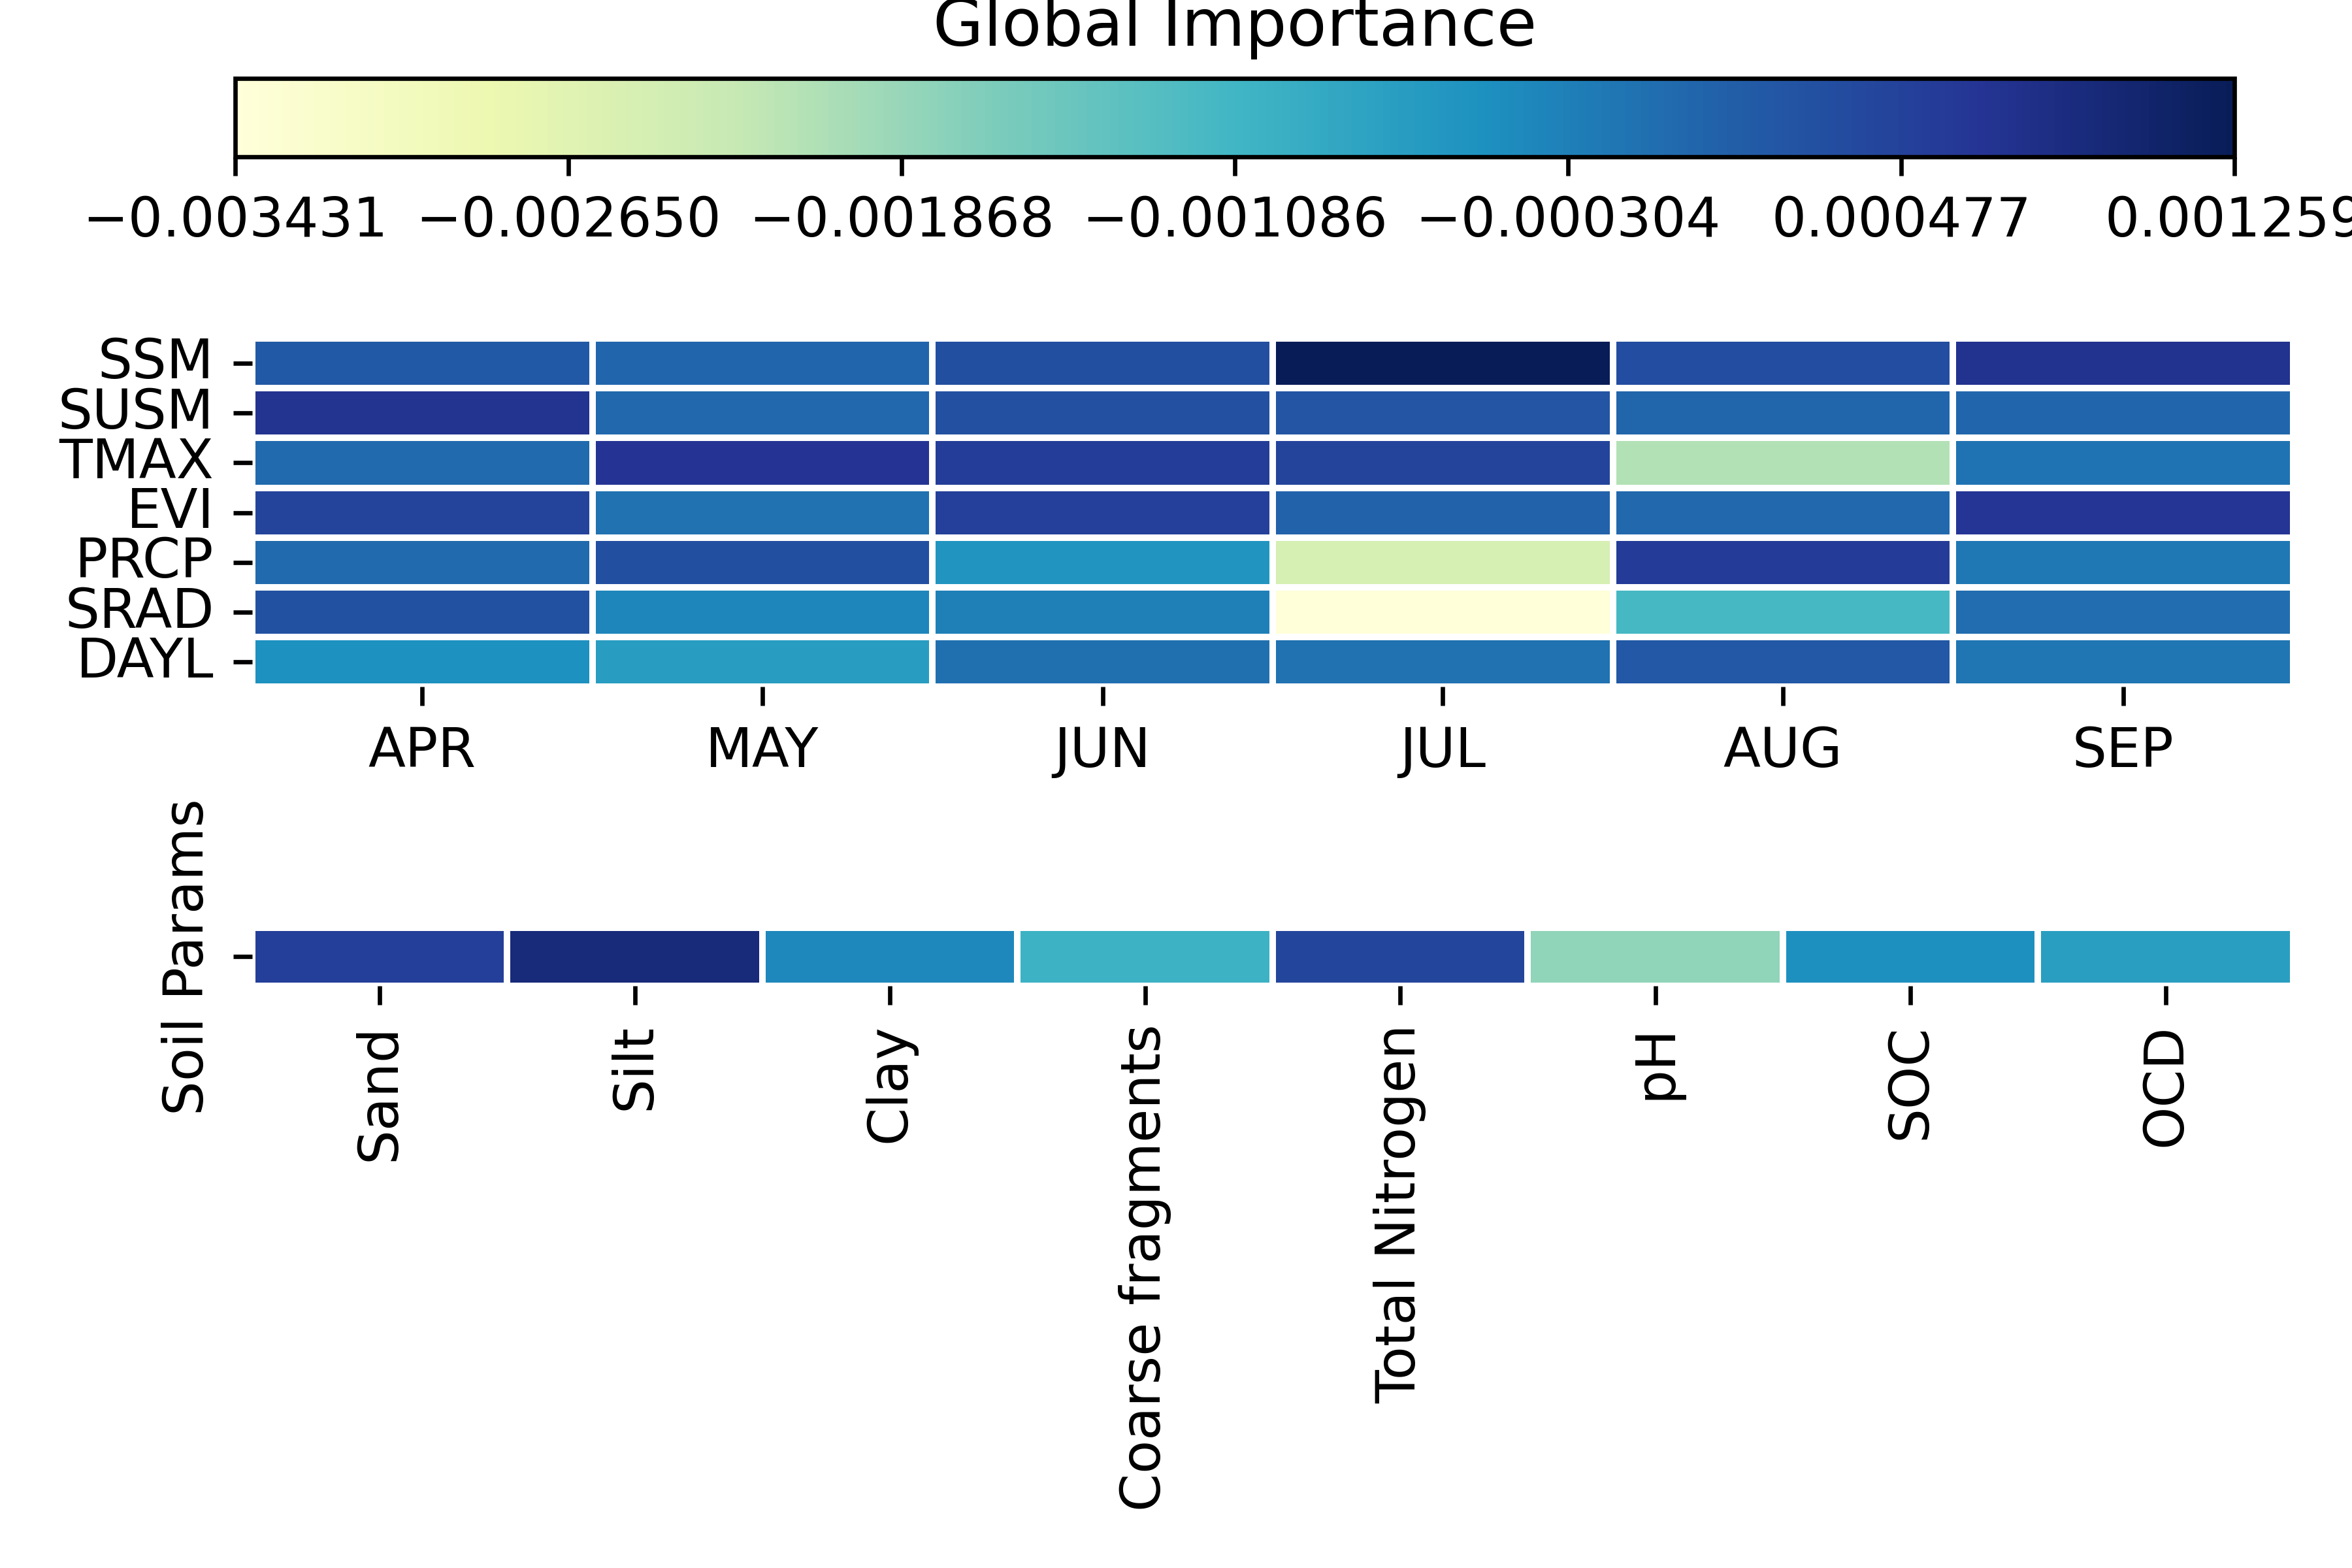 Global Importance
−0.003431 −0.002650 −0.001868 −0.001086 −0.000304 0.000477 0.001259
SSM
SUSM
TMAX
EVI
PRCP
SRAD
DAYL
APR MAY JUN JUL AUG SEP
Soil Params
Sand Silt Clay Coarse fragments Total Nitrogen pH SOC OCD